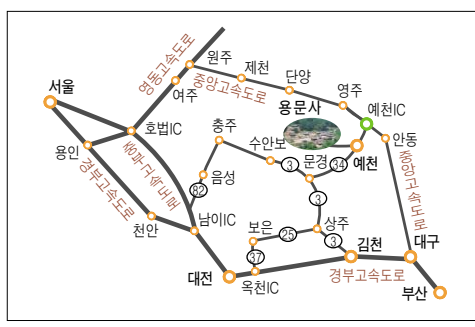 원주
제천
중앙고속도로
단양
영주
영동고속도로
여주
서울
용문사
예천IC
호법IC
충주
수안보
안동
용인
3
문경
34
예천
경부고속도로
중부고속도로
82
음성
중앙고속도로
3
천안
남이IC
보은
25
상주
3
김천
대구
37
대전
옥천IC
경부고속도로
부산